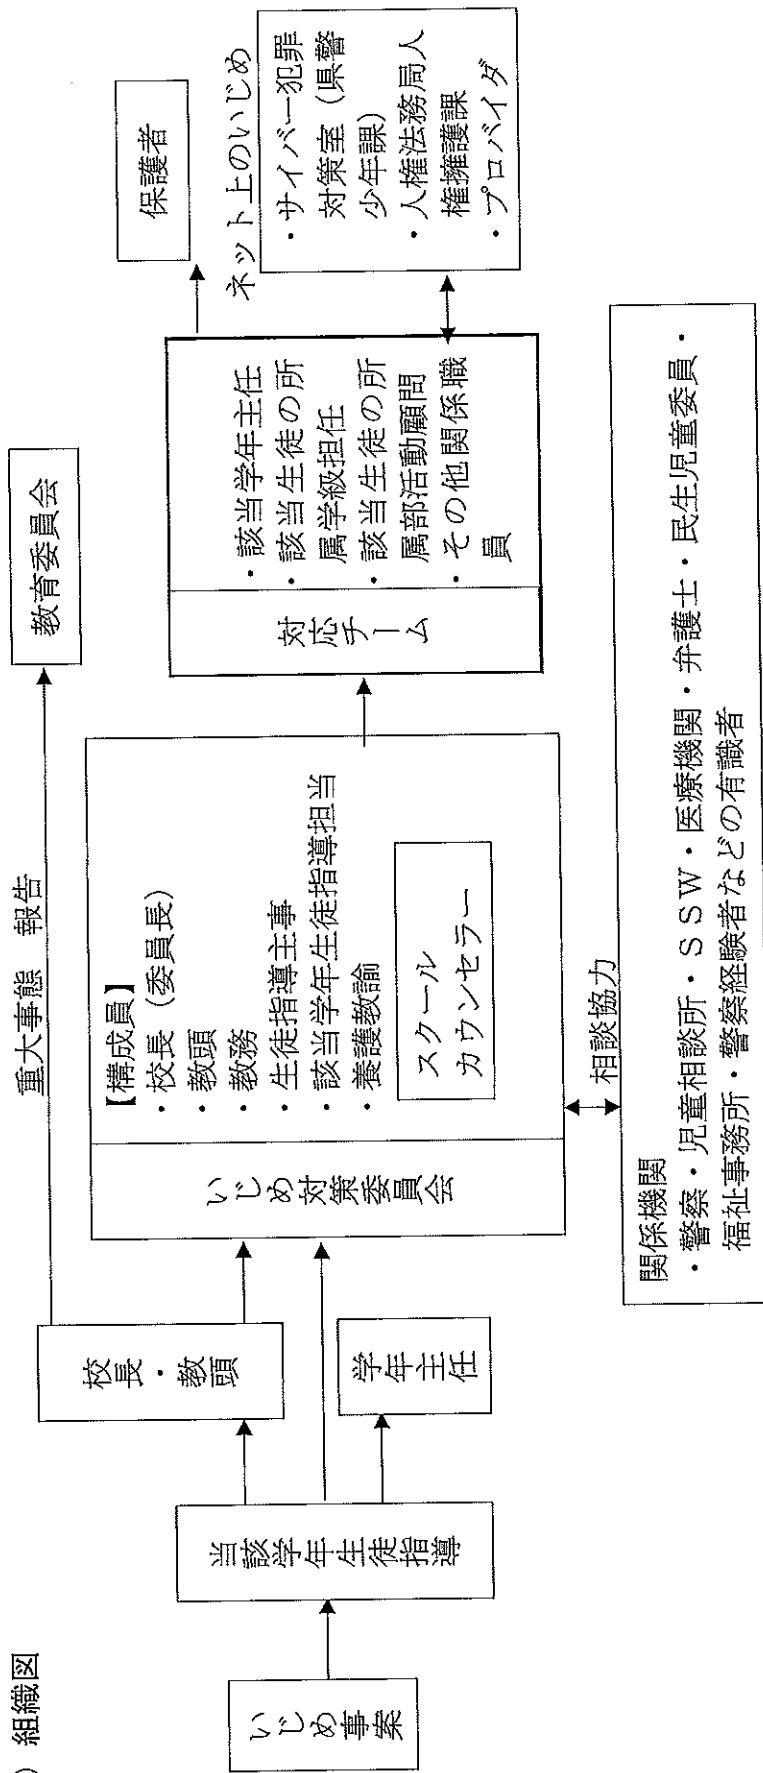 ) 組織図
いじめ事案
当該学年生徒指導
校長・教頭
学年主任
重大事態 報告
教育委員会
いじめ対策委員会
【構成員】
・校長（委員長）
・教頭
・教務
・生徒指導主事
・該当学年生徒指導担当
・養護教諭
スクール
カウンセラー
対応チーム
・該当学年主任
・該当生徒の所
属学級担任
・該当生徒の所
属部活動顧問
・その他関係職
員
保護者
ネット上のいじめ
・サイバー犯罪
対策室（県警
少年課）
・人権法務局人
権擁護課
・プロバイダ
相談協力
関係機関
・警察・児童相談所・SSW・医療機関・弁護士・民生児童委員・
福祉事務所・警察経験者などの有識者